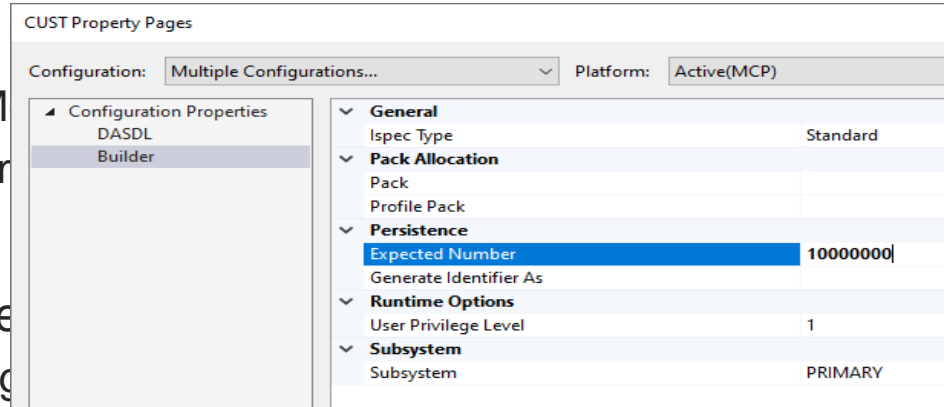 CUST Property Pages
Configuration: Multiple Configurations... Platform: Active(MCP)
Configuration Properties
DASDL
Builder
General
Ispec Type Standard
Pack Allocation
Pack
Profile Pack
Persistence
Expected Number 10000000
Generate Identifier As
Runtime Options
User Privilege Level 1
Subsystem
Subsystem PRIMARY